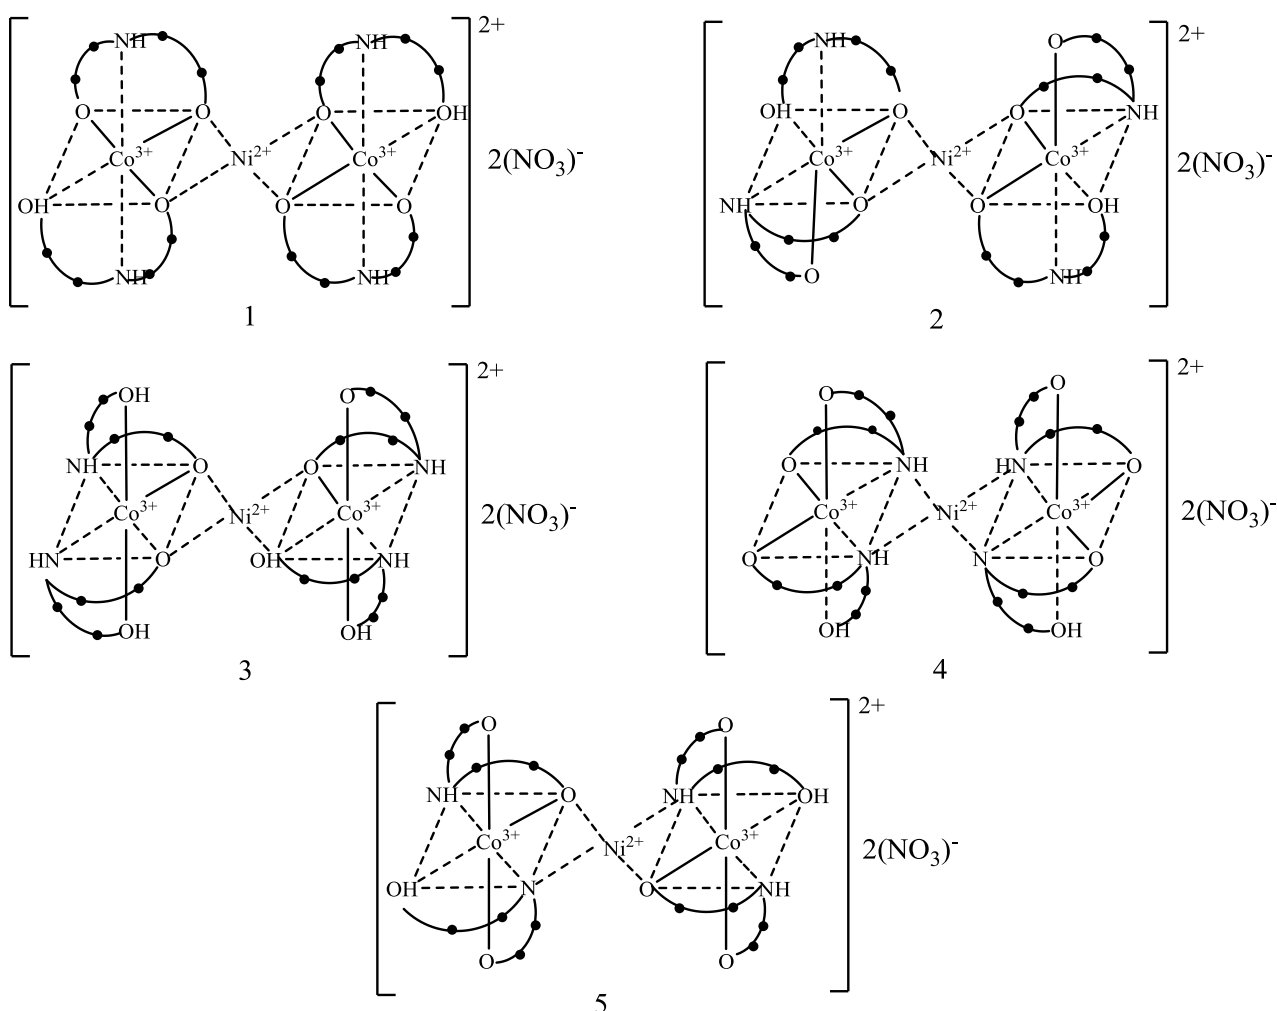 NH NH 2+
O O O OH
Co3+ Ni2+ Co3+ 2(NO3)-
OH O O O
NH NH
1
NH O 2+
OH O O NH
Co3+ Ni2+ Co3+ 2(NO3)-
NH O O OH
O NH
2
OH O 2+
NH O O NH
Co3+ Ni2+ Co3+ 2(NO3)-
HN O OH NH
OH OH
3
O O 2+
O NH HN O
Co3+ Ni2+ Co3+ 2(NO3)-
O NH N O
OH OH
4
O O 2+
NH O NH OH
Co3+ Ni2+ Co3+ 2(NO3)-
OH N O NH
O O
5